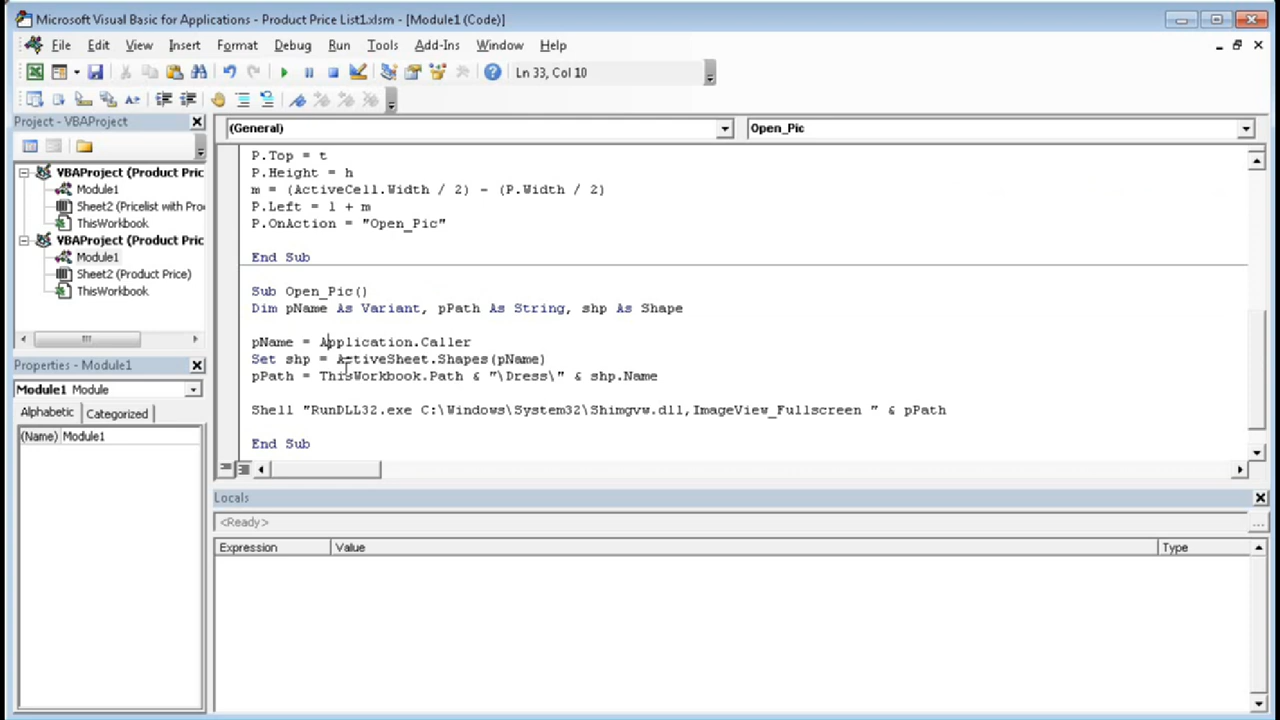 Microsoft Visual Basic for Applications - Product Price List1.xlsm - [Module1 (Code)]
File Edit View Insert Format Debug Run Tools Add-Ins Window Help
Ln 33, Col 10
Project - VBAProject
VBAProject (Product Pric
Module1
Sheet2 (Pricelist with Pro
ThisWorkbook
VBAProject (Product Pric
Module1
Sheet2 (Product Price)
ThisWorkbook
Properties - Module1
Module1 Module
Alphabetic Categorized
(Name) Module1
(General) Open_Pic
P.Top = t
P.Height = h
m = (ActiveCell.Width / 2) - (P.Width / 2)
P.Left = l + m
P.OnAction = "Open_Pic"
End Sub
Sub Open_Pic()
Dim pName As Variant, pPath As String, shp As Shape
pName = Application.Caller
Set shp = ActiveSheet.Shapes(pName)
pPath = ThisWorkbook.Path & "\Dress\" & shp.Name
Shell "RunDLL32.exe C:\Windows\System32\Shimgvw.dll,ImageView_Fullscreen " & pPath
End Sub
Locals
<Ready>
Expression Value Type